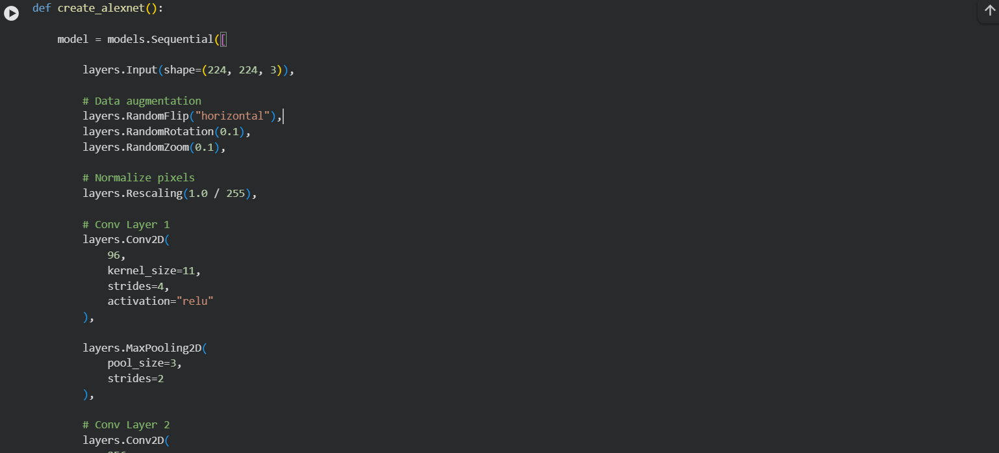 def create_alexnet():
model = models.Sequential([
layers.Input(shape=(224, 224, 3)),
# Data augmentation
layers.RandomFlip("horizontal"),
layers.RandomRotation(0.1),
layers.RandomZoom(0.1),
# Normalize pixels
layers.Rescaling(1.0 / 255),
# Conv Layer 1
layers.Conv2D(
96,
kernel_size=11,
strides=4,
activation="relu"
),
layers.MaxPooling2D(
pool_size=3,
strides=2
),
# Conv Layer 2
layers.Conv2D(